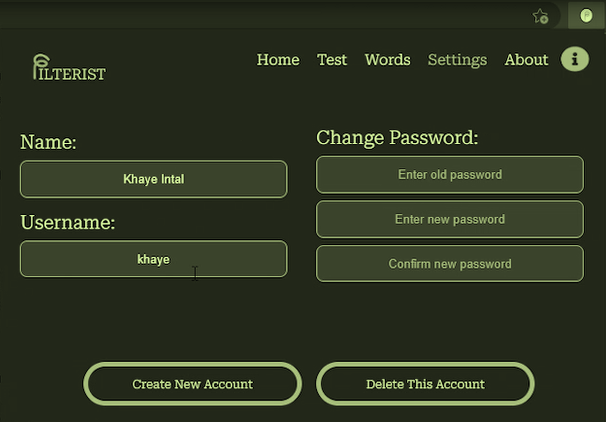 FILTERIST
Home Test Words Settings About i
Name:
Khaye Intal
Username:
khaye
Change Password:
Enter old password
Enter new password
Confirm new password
Create New Account
Delete This Account